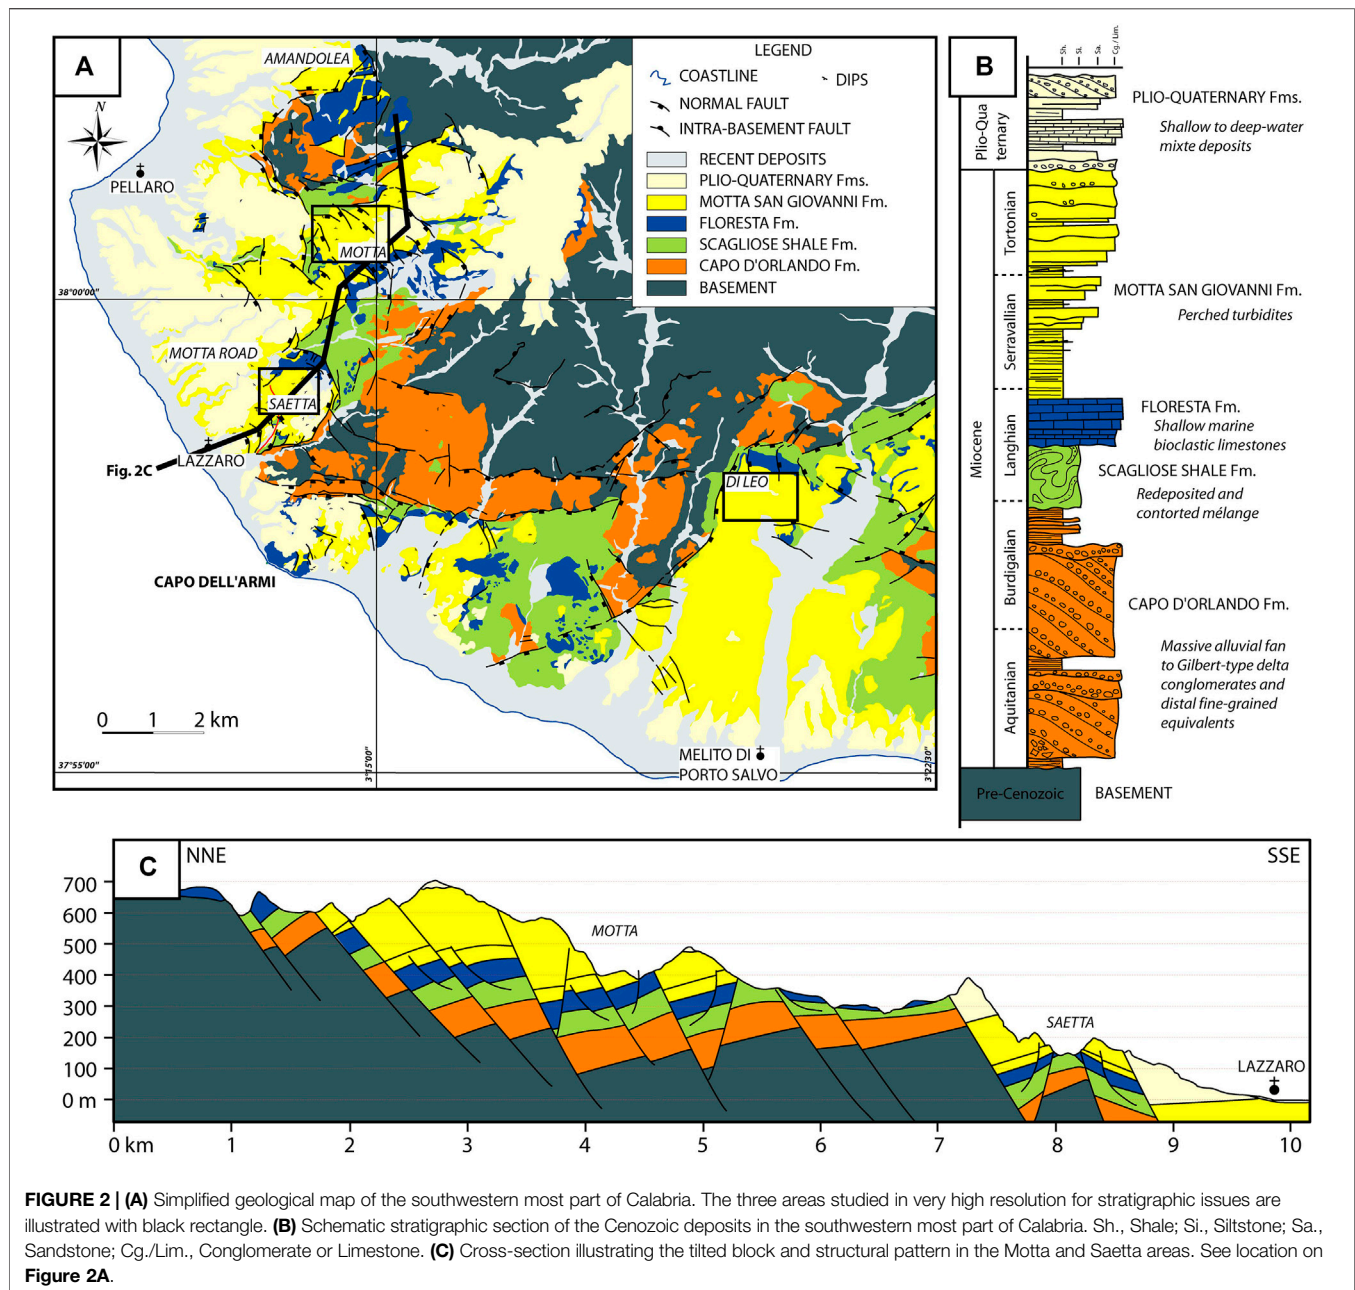 A
N
AMANDOLEA
PELLARO
MOTTA
38°00'00"
MOTTA ROAD
SAETTA
Fig. 2C
LAZZARO
DI LEO
CAPO DELL'ARMI
0 1 2 km
MELITO DI
PORTO SALVO
37°55'00"
3°15'00"
3°22'30"
LEGEND
COASTLINE
DIPS
NORMAL FAULT
INTRA-BASEMENT FAULT
RECENT DEPOSITS
PLIO-QUATERNARY Fms.
MOTTA SAN GIOVANNI Fm.
FLORESTA Fm.
SCAGLIOSE SHALE Fm.
CAPO D'ORLANDO Fm.
BASEMENT
B
Sh.
Si.
Sa.
Cg./Lim.
Plio-Qua
ternary
Miocene
Tortonian
Serravallian
Langhian
Burdigalian
Aquitanian
Pre-Cenozoic
PLIO-QUATERNARY Fms.
Shallow to deep-water
mixte deposits
MOTTA SAN GIOVANNI Fm.
Perched turbidites
FLORESTA Fm.
Shallow marine
bioclastic limestones
SCAGLIOSE SHALE Fm.
Redeposited and
contorted mélange
CAPO D'ORLANDO Fm.
Massive alluvial fan
to Gilbert-type delta
conglomerates and
distal fine-grained
equivalents
BASEMENT
C
NNE
SSE
700
600
500
400
300
200
100
0 m
MOTTA
SAETTA
LAZZARO
0 km 1 2 3 4 5 6 7 8 9 10
FIGURE 2 | (A) Simplified geological map of the southwestern most part of Calabria. The three areas studied in very high resolution for stratigraphic issues are
illustrated with black rectangle. (B) Schematic stratigraphic section of the Cenozoic deposits in the southwestern most part of Calabria. Sh., Shale; Si., Siltstone; Sa.,
Sandstone; Cg./Lim., Conglomerate or Limestone. (C) Cross-section illustrating the tilted block and structural pattern in the Motta and Saetta areas. See location on
Figure 2A.